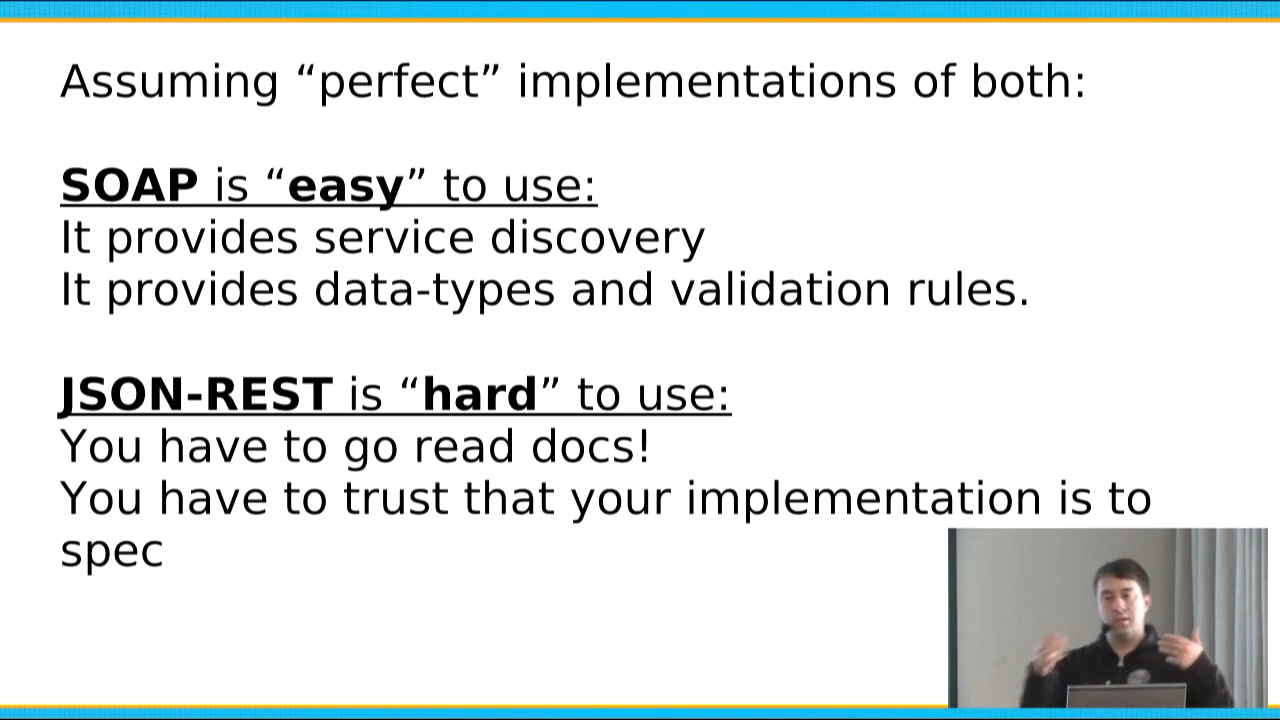 Assuming “perfect” implementations of both:
SOAP is “easy” to use:
It provides service discovery
It provides data-types and validation rules.
JSON-REST is “hard” to use:
You have to go read docs!
You have to trust that your implementation is to
spec